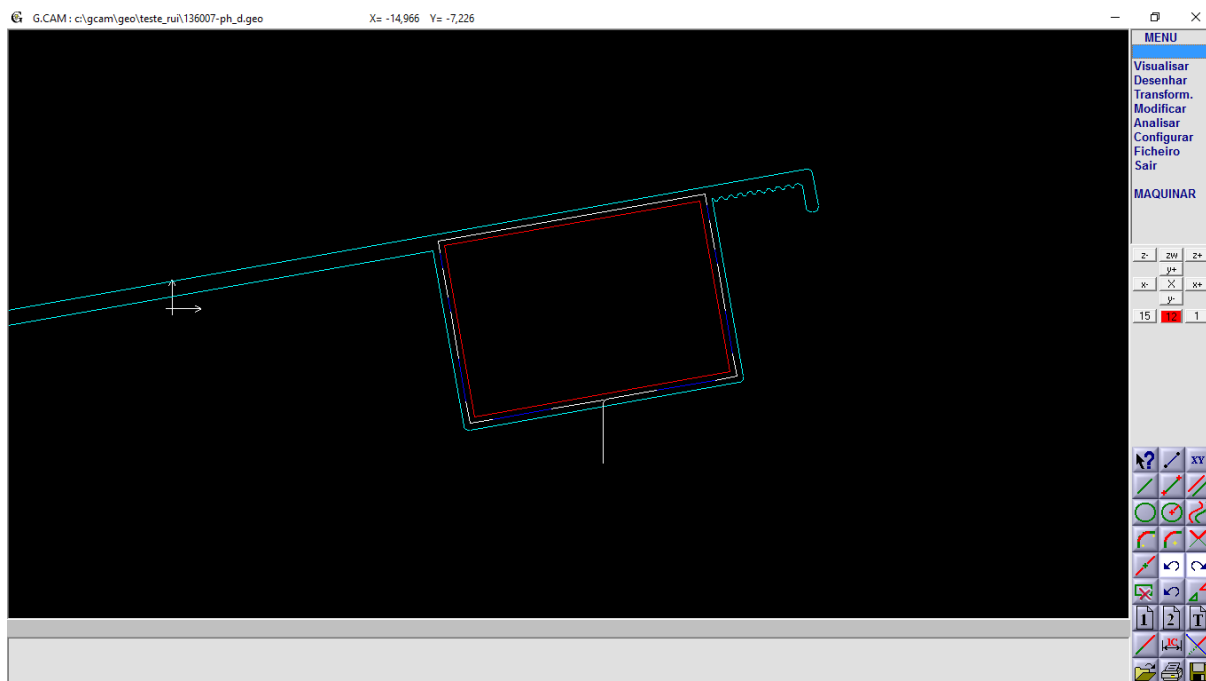 G.CAM : c:\gcam\geo\teste_rui\136007-ph_d.geo X= -14,966 Y= -7,226
MENU
Visualisar
Desenhar
Transform.
Modificar
Analisar
Configurar
Ficheiro
Sair
MAQUINAR
z- zw z+
y+
x- X x+
y-
15 12 1
? XY
1 2 T
IC